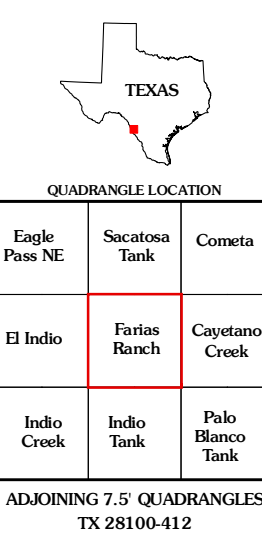 TEXAS
QUADRANGLE LOCATION
Eagle
Pass NE
Sacatosa
Tank
Cometa
El Indio
Farias
Ranch
Cayetano
Creek
Indio
Creek
Indio
Tank
Palo
Blanco
Tank
ADJOINING 7.5' QUADRANGLES
TX 28100-412